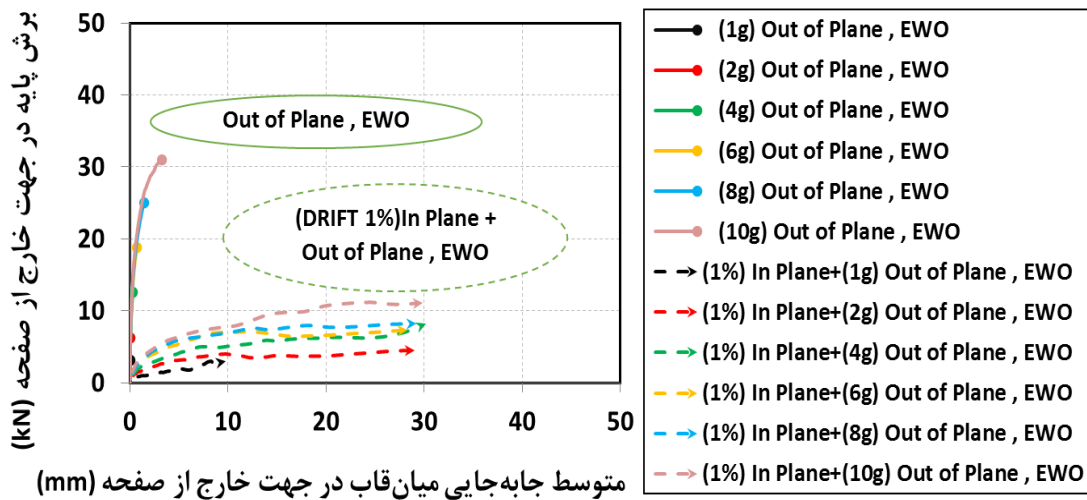 برش پایه در جهت خارج از صفحه (kN)
50
40
30
20
10
0
Out of Plane , EWO
(DRIFT 1%)In Plane +
Out of Plane , EWO
0 10 20 30 40 50
متوسط جابه‌جایی میان‌قاب در جهت خارج از صفحه (mm)
(1g) Out of Plane , EWO
(2g) Out of Plane , EWO
(4g) Out of Plane , EWO
(6g) Out of Plane , EWO
(8g) Out of Plane , EWO
(10g) Out of Plane , EWO
(1%) In Plane+(1g) Out of Plane , EWO
(1%) In Plane+(2g) Out of Plane , EWO
(1%) In Plane+(4g) Out of Plane , EWO
(1%) In Plane+(6g) Out of Plane , EWO
(1%) In Plane+(8g) Out of Plane , EWO
(1%) In Plane+(10g) Out of Plane , EWO